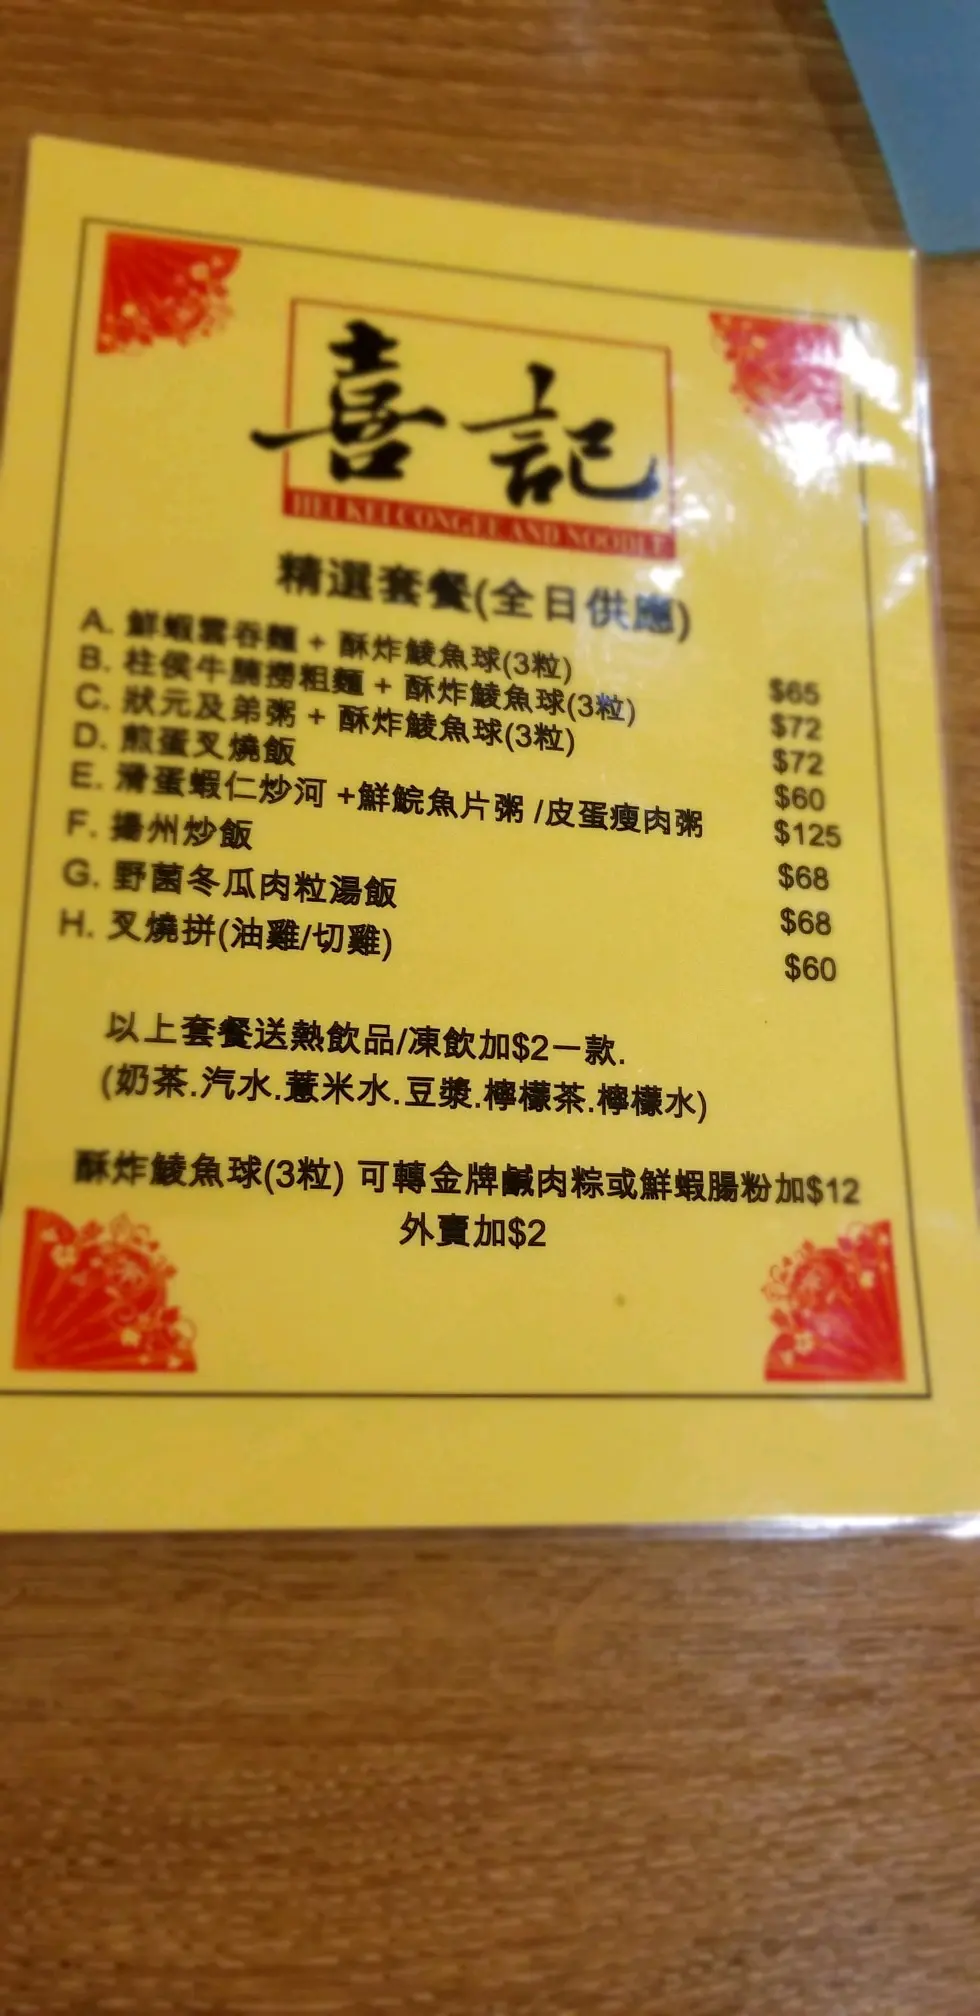 喜記
HEI KEI CONGEE AND NOODLE
精選套餐(全日供應)
A. 鮮蝦雲吞麵 + 酥炸鯪魚球(3粒) $65
B. 柱侯牛腩撈粗麵 + 酥炸鯪魚球(3粒) $72
C. 狀元及弟粥 + 酥炸鯪魚球(3粒) $72
D. 煎蛋叉燒飯 $60
E. 滑蛋蝦仁炒河 +鮮鯇魚片粥 /皮蛋瘦肉粥 $125
F. 揚州炒飯 $68
G. 野菌冬瓜肉粒湯飯 $68
H. 叉燒拼(油雞/切雞) $60
以上套餐送熱飲品/凍飲加$2一款.
(奶茶.汽水.薏米水.豆漿.檸檬茶.檸檬水)
酥炸鯪魚球(3粒) 可轉金牌鹹肉粽或鮮蝦腸粉加$12
外賣加$2